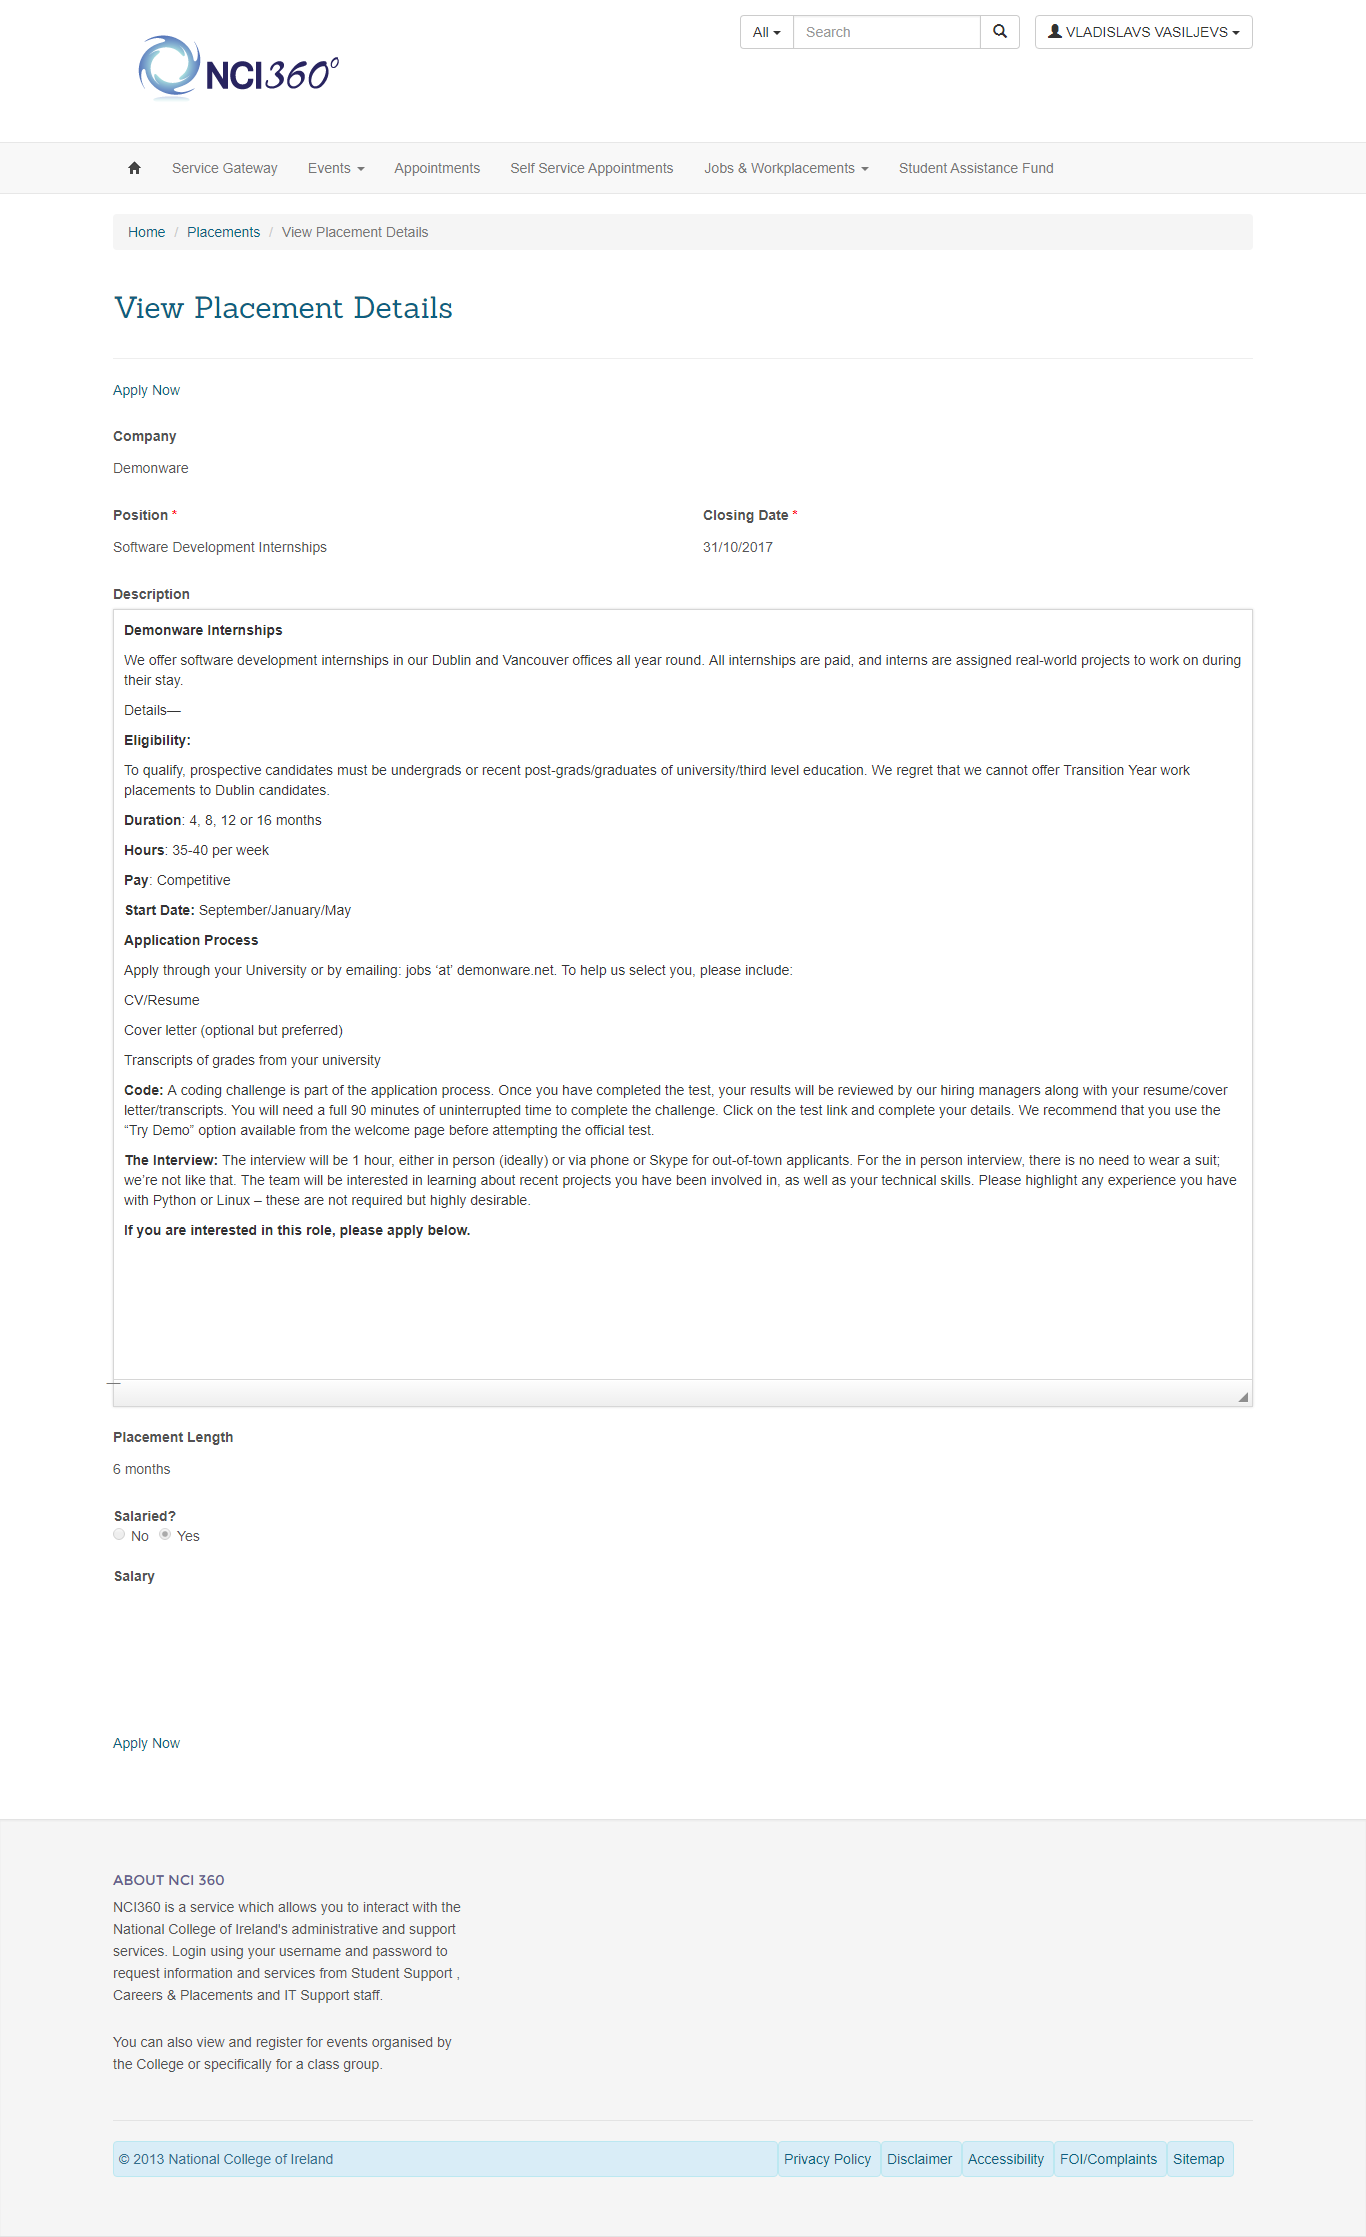 NCI360°
All
Search
VLADISLAVS VASILJEVS
Service Gateway
Events
Appointments
Self Service Appointments
Jobs & Workplacements
Student Assistance Fund
Home / Placements / View Placement Details
View Placement Details
Apply Now
Company
Demonware
Position *
Closing Date *
Software Development Internships
31/10/2017
Description
Demonware Internships
We offer software development internships in our Dublin and Vancouver offices all year round. All internships are paid, and interns are assigned real-world projects to work on during
their stay.
Details—
Eligibility:
To qualify, prospective candidates must be undergrads or recent post-grads/graduates of university/third level education. We regret that we cannot offer Transition Year work
placements to Dublin candidates.
Duration: 4, 8, 12 or 16 months
Hours: 35-40 per week
Pay: Competitive
Start Date: September/January/May
Application Process
Apply through your University or by emailing: jobs ‘at’ demonware.net. To help us select you, please include:
CV/Resume
Cover letter (optional but preferred)
Transcripts of grades from your university
Code: A coding challenge is part of the application process. Once you have completed the test, your results will be reviewed by our hiring managers along with your resume/cover
letter/transcripts. You will need a full 90 minutes of uninterrupted time to complete the challenge. Click on the test link and complete your details. We recommend that you use the
“Try Demo” option available from the welcome page before attempting the official test.
The Interview: The interview will be 1 hour, either in person (ideally) or via phone or Skype for out-of-town applicants. For the in person interview, there is no need to wear a suit;
we’re not like that. The team will be interested in learning about recent projects you have been involved in, as well as your technical skills. Please highlight any experience you have
with Python or Linux – these are not required but highly desirable.
If you are interested in this role, please apply below.
Placement Length
6 months
Salaried?
No Yes
Salary
Apply Now
ABOUT NCI 360
NCI360 is a service which allows you to interact with the
National College of Ireland's administrative and support
services. Login using your username and password to
request information and services from Student Support ,
Careers & Placements and IT Support staff.
You can also view and register for events organised by
the College or specifically for a class group.
© 2013 National College of Ireland
Privacy Policy
Disclaimer
Accessibility
FOI/Complaints
Sitemap